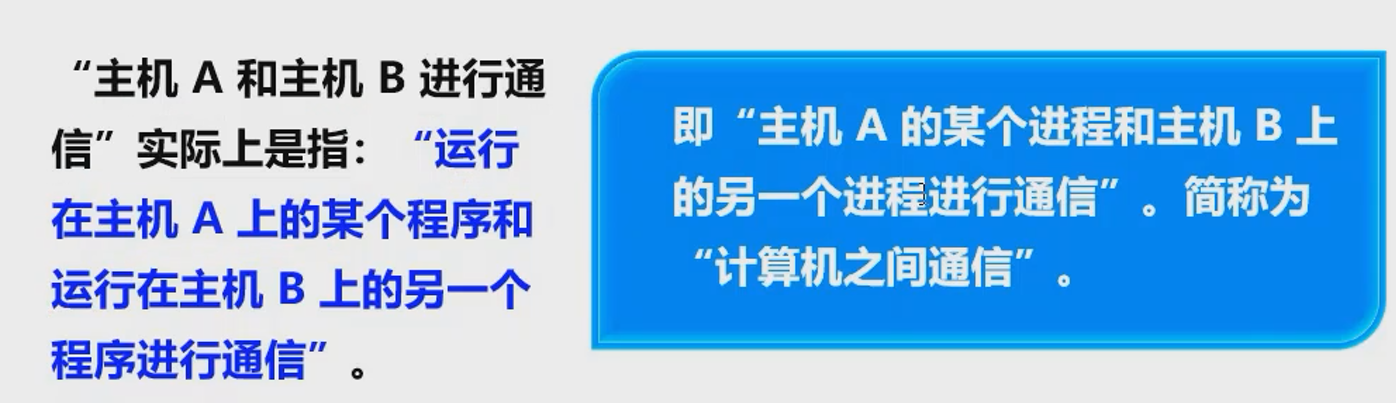 “主机 A 和主机 B 进行通
信”实际上是指：“运行
在主机 A 上的某个程序和
运行在主机 B 上的另一个
程序进行通信”。
即“主机 A 的某个进程和主机 B 上
的另一个进程进行通信”。简称为
“计算机之间通信”。